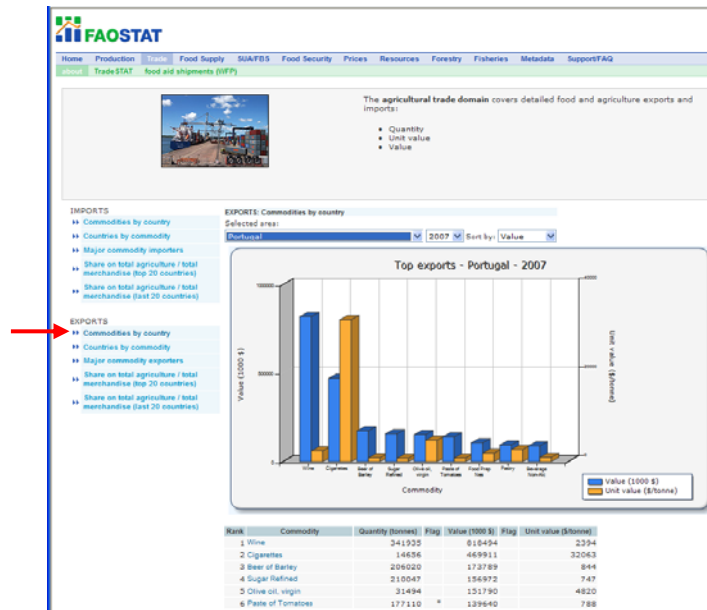 FAOSTAT
Home Production Trade Food Supply SUA/FBS Food Security Prices Resources Forestry Fisheries Metadata Support/FAQ
about TradeSTAT food aid shipments (WFP)
The agricultural trade domain covers detailed food and agriculture exports and
imports:
Quantity
Unit value
Value
IMPORTS
Commodities by country
Countries by commodity
Major commodity importers
Share on total agriculture / total
merchandise (top 20 countries)
Share on total agriculture / total
merchandise (last 20 countries)
EXPORTS
Commodities by country
Countries by commodity
Major commodity exporters
Share on total agriculture / total
merchandise (top 20 countries)
Share on total agriculture / total
merchandise (last 20 countries)
EXPORTS: Commodities by country
Selected area:
Portugal 2007 Sort by: Value
Top exports - Portugal - 2007
Value (1000 $)
Unit value ($/tonne)
Wine Cigarettes Beer of Barley Sugar Refined Olive oil, virgin Paste of Tomatoes Food Prep Nes Pastry Beverage Non-Alc
Commodity
Value (1000 $)
Unit value ($/tonne)
Rank Commodity Quantity (tonnes) Flag Value (1000 $) Flag Unit value ($/tonne)
1 Wine 341935 818494 2394
2 Cigarettes 14656 469911 32063
3 Beer of Barley 206020 173789 844
4 Sugar Refined 210047 156972 747
5 Olive oil, virgin 31494 151790 4820
6 Paste of Tomatoes 177110 * 139640 788